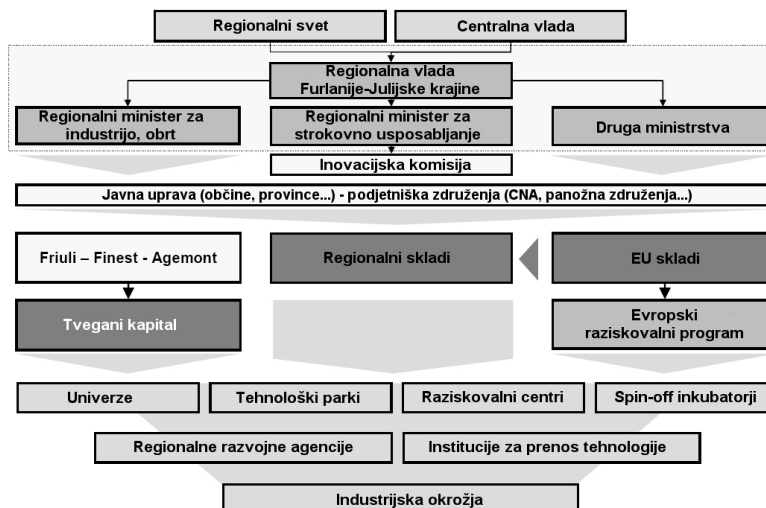 Regionalni svet
Centralna vlada
Regionalna vlada
Furlanije-Julijske krajine
Regionalni minister za
industrijo, obrt
Regionalni minister za
strokovno usposabljanje
Druga ministrstva
Inovacijska komisija
Javna uprava (občine, province...) - podjetniška združenja (CNA, panožna združenja...)
Friuli – Finest - Agemont
Regionalni skladi
EU skladi
Tvegani kapital
Evropski
raziskovalni program
Univerze
Tehnološki parki
Raziskovalni centri
Spin-off inkubatorji
Regionalne razvojne agencije
Institucije za prenos tehnologije
Industrijska okrožja